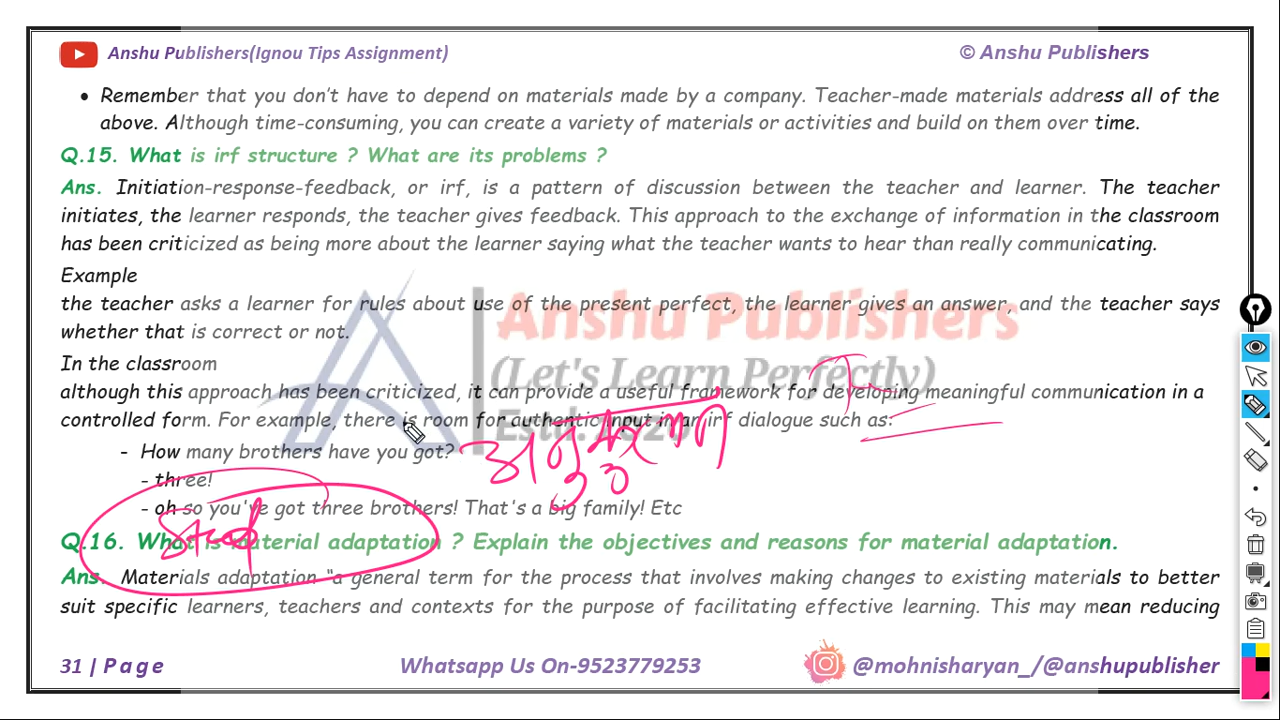 Anshu Publishers(Ignou Tips Assignment)
© Anshu Publishers
• Remember that you don't have to depend on materials made by a company. Teacher-made materials address all of the
above. Although time-consuming, you can create a variety of materials or activities and build on them over time.
Q.15. What is irf structure ? What are its problems ?
Ans. Initiation-response-feedback, or irf, is a pattern of discussion between the teacher and learner. The teacher
initiates, the learner responds, the teacher gives feedback. This approach to the exchange of information in the classroom
has been criticized as being more about the learner saying what the teacher wants to hear than really communicating.
Example
the teacher asks a learner for rules about use of the present perfect, the learner gives an answer, and the teacher says
whether that is correct or not.
Anshu Publishers
(Let's Learn Perfectly)
Estd. 2020
In the classroom
although this approach has been criticized, it can provide a useful framework for developing meaningful communication in a
controlled form. For example, there is room for authentic input in an irf dialogue such as:
- How many brothers have you got?
- three!
- oh so you've got three brothers! That's a big family! Etc
Q.16. What is material adaptation ? Explain the objectives and reasons for material adaptation.
Ans. Materials adaptation "a general term for the process that involves making changes to existing materials to better
suit specific learners, teachers and contexts for the purpose of facilitating effective learning. This may mean reducing
31 | Page
Whatsapp Us On-9523779253
@mohnisharyan_/@anshupublisher